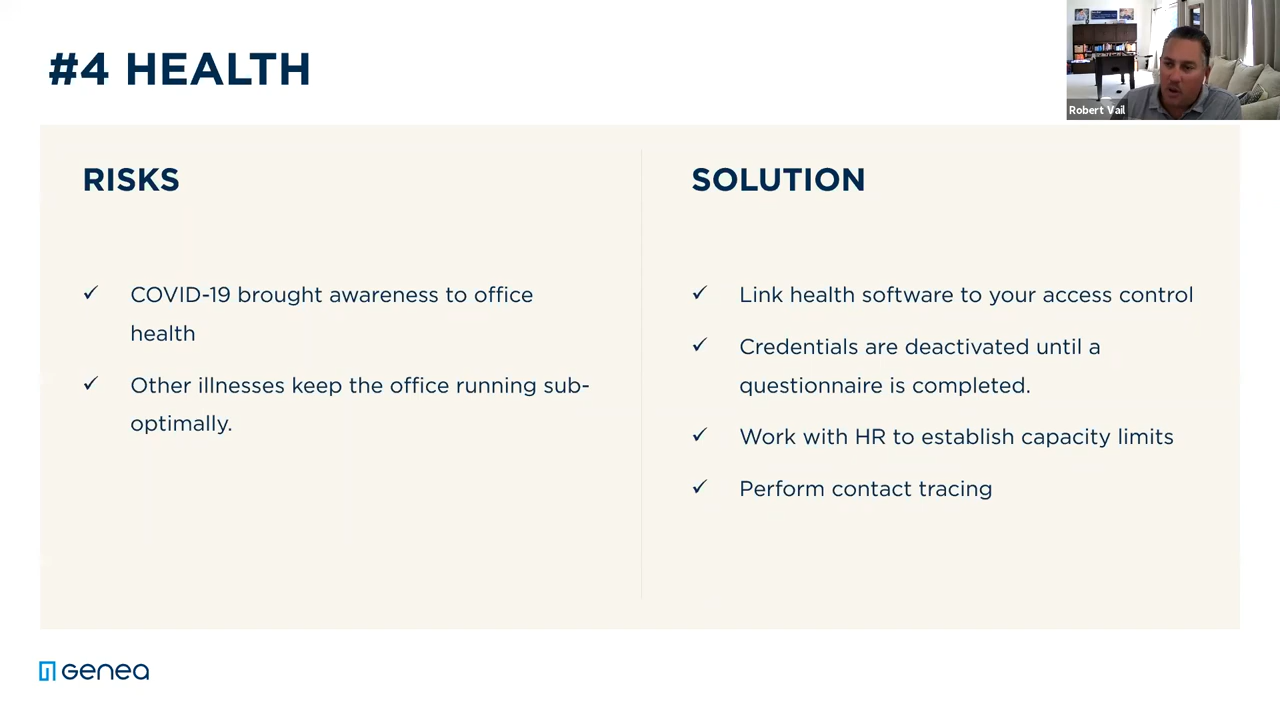 #4 HEALTH
Robert Vail
RISKS
COVID-19 brought awareness to office
health
Other illnesses keep the office running sub-
optimally.
SOLUTION
Link health software to your access control
Credentials are deactivated until a
questionnaire is completed.
Work with HR to establish capacity limits
Perform contact tracing
Genea